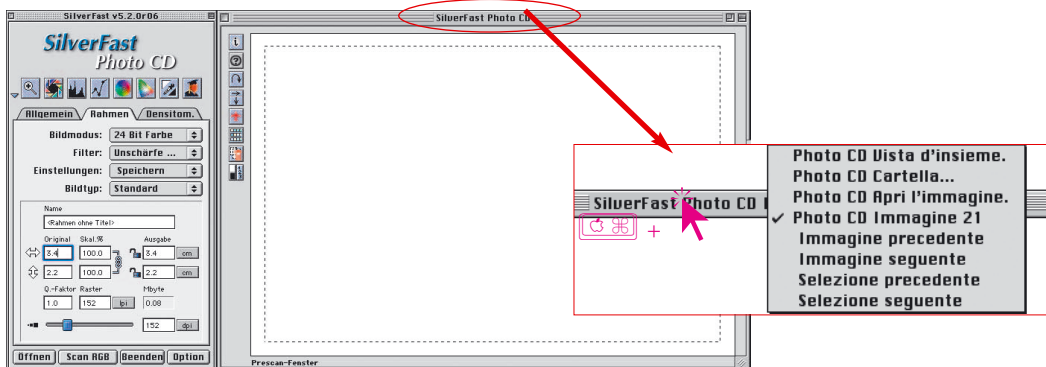 SilverFast v5.2.0r06
SilverFast
Photo CD
Allgemein Rahmen Densitom.
Bildmodus: 24 Bit Farbe
Filter: Unschärfe ...
Einstellungen: Speichern
Bildtyp: Standard
Name
<Rahmen ohne Titel>
Original Skal.% Ausgabe
3.4 100.0 3.4 cm
2.2 100.0 2.2 cm
Q.-Faktor Raster Mbyte
1.0 152 lpi 0.08
152 dpi
Öffnen Scan RGB Beenden Option
SilverFast Photo CD
Prescan-Fenster
SilverFast Photo CD
⌘ +
Photo CD Vista d'insieme.
Photo CD Cartella...
Photo CD Apri l'immagine.
✓ Photo CD Immagine 21
Immagine precedente
Immagine seguente
Selezione precedente
Selezione seguente